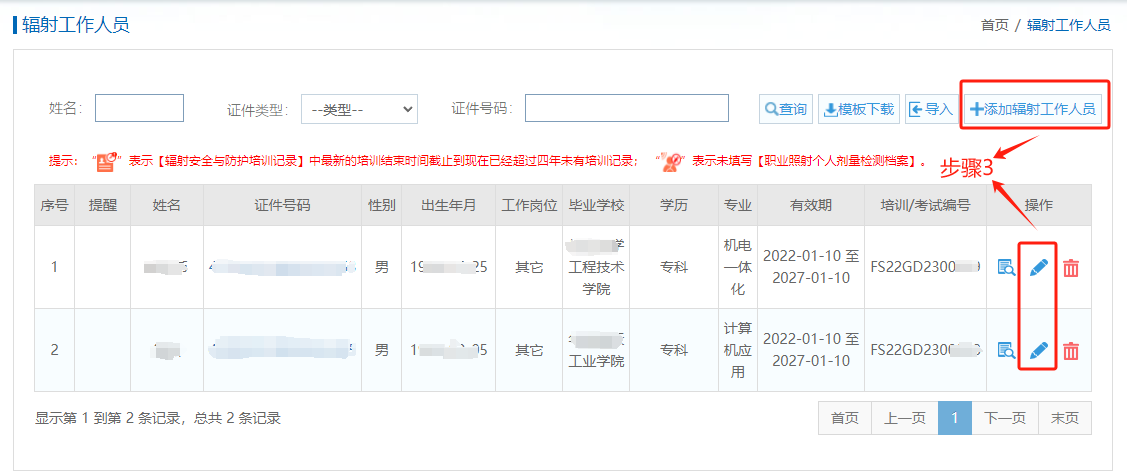 辐射工作人员
首页 / 辐射工作人员
姓名： 证件类型： --类型-- 证件号码： 查询 模板下载 导入 添加辐射工作人员
提示：“ ”表示【辐射安全与防护培训记录】中最新的培训结束时间截止到现在已经超过四年未有培训记录； “ ”表示未填写【职业照射个人剂量检测档案】。
步骤3
序号 提醒 姓名 证件号码 性别 出生年月 工作岗位 毕业学校 学历 专业 有效期 培训/考试编号 操作
1 男 其它 工程技术学院 专科 机电一体化 2022-01-10 至 2027-01-10 FS22GD2300
2 男 其它 工业学院 专科 计算机应用 2022-01-10 至 2027-01-10 FS22GD2300
显示第 1 到第 2 条记录，总共 2 条记录
首页 上一页 1 下一页 末页